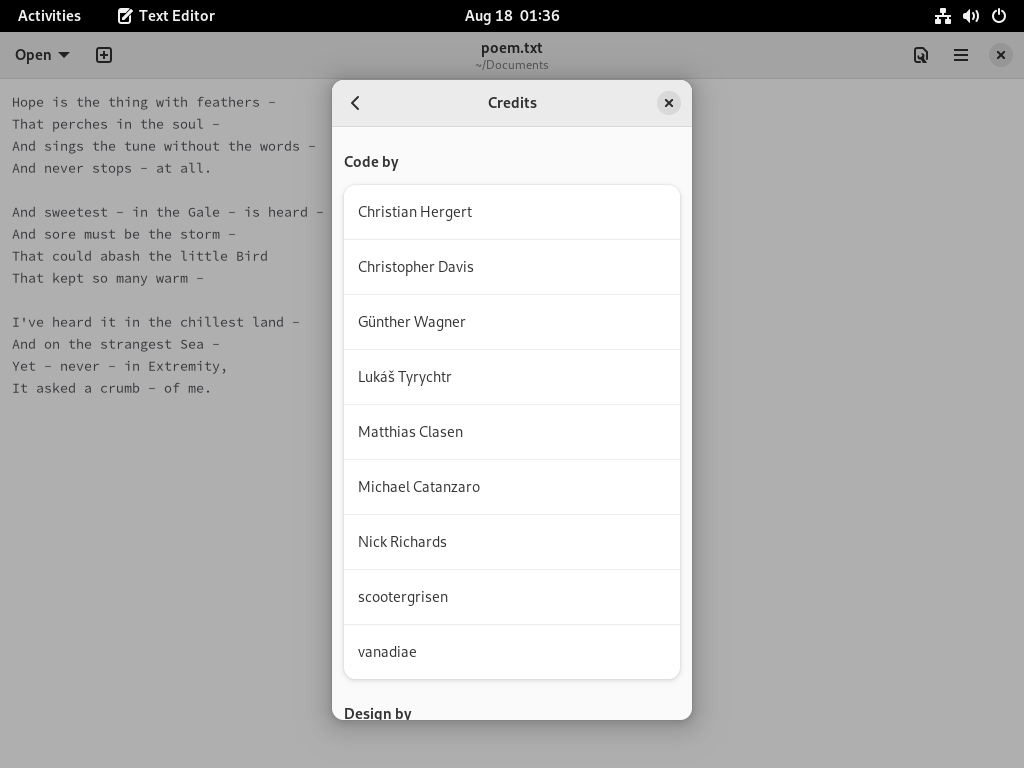 Activities
Text Editor
Aug 18 01:36
Open
poem.txt
~/Documents
Hope is the thing with feathers –
That perches in the soul –
And sings the tune without the words –
And never stops – at all.
And sweetest – in the Gale – is heard –
And sore must be the storm –
That could abash the little Bird
That kept so many warm –
I've heard it in the chillest land –
And on the strangest Sea –
Yet – never – in Extremity,
It asked a crumb – of me.
Credits
Code by
Christian Hergert
Christopher Davis
Günther Wagner
Lukáš Tyrychtr
Matthias Clasen
Michael Catanzaro
Nick Richards
scootergrisen
vanadiae
Design by